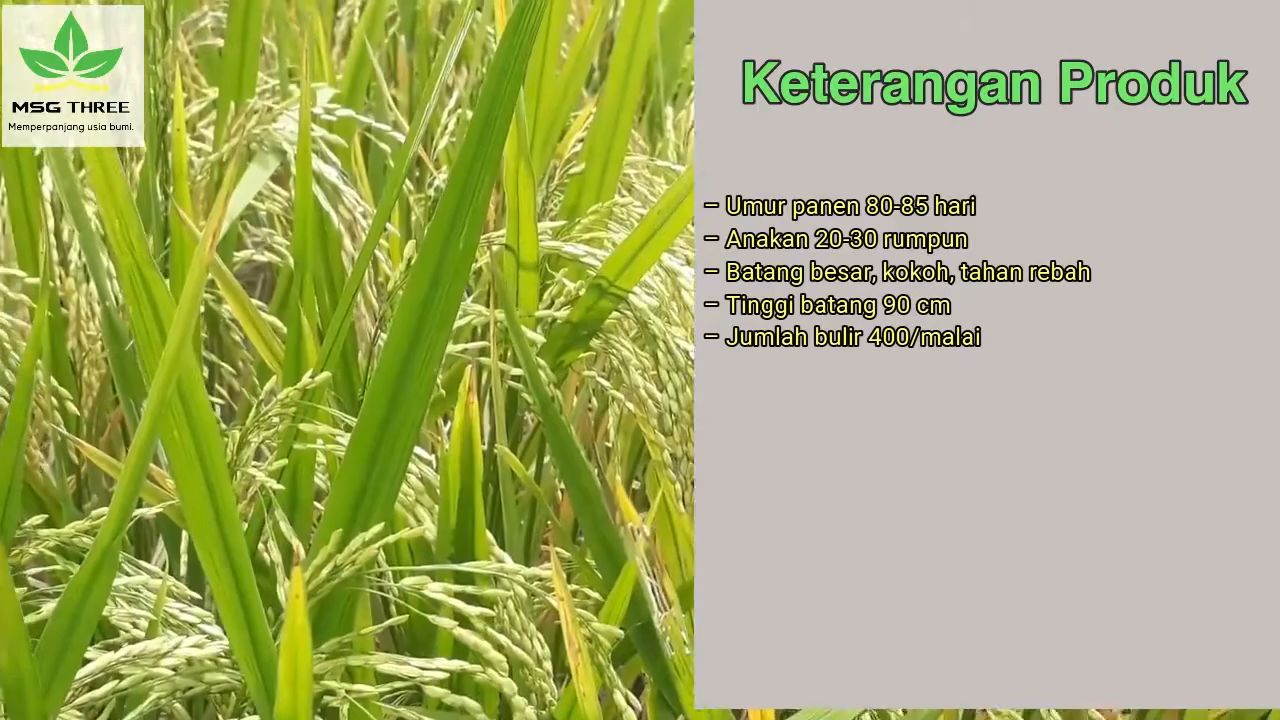 MSG THREE
Memperpanjang usia bumi.
Keterangan Produk
– Umur panen 80-85 hari
– Anakan 20-30 rumpun
– Batang besar, kokoh, tahan rebah
– Tinggi batang 90 cm
– Jumlah bulir 400/malai